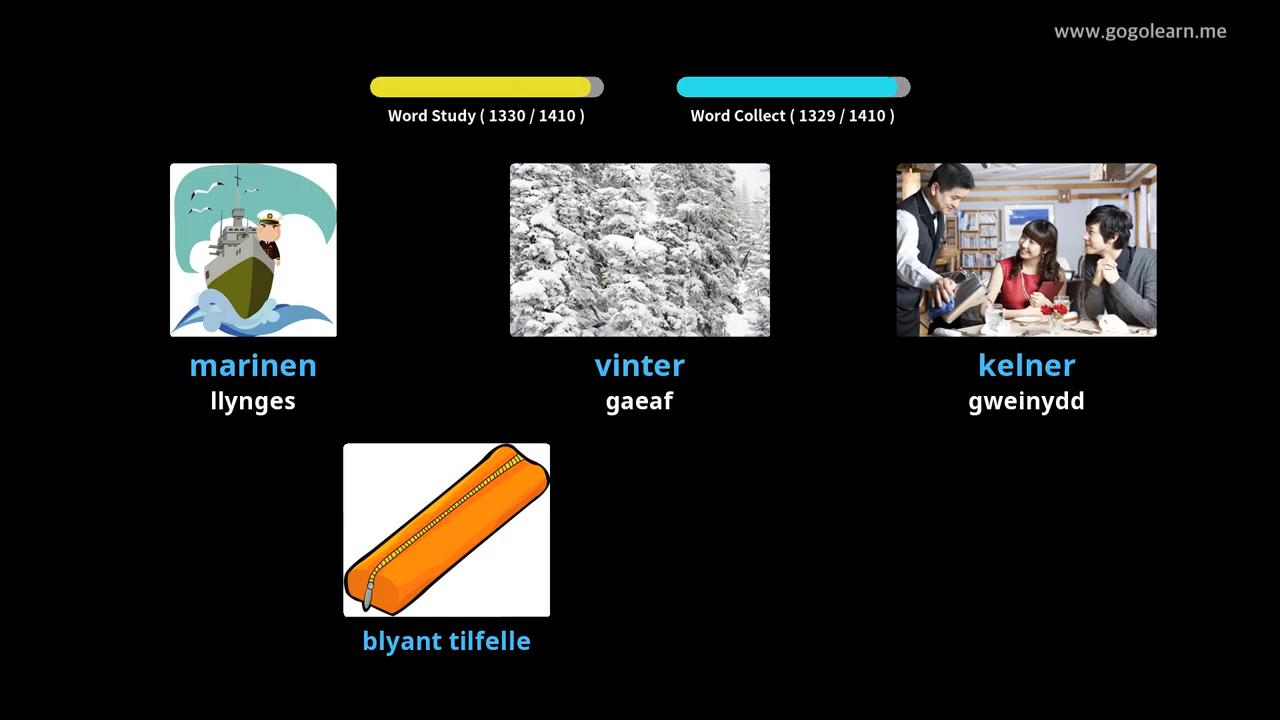 www.gogolearn.me
Word Study ( 1330 / 1410 )
Word Collect ( 1329 / 1410 )
marinen
llynges
vinter
gaeaf
kelner
gweinydd
blyant tilfelle